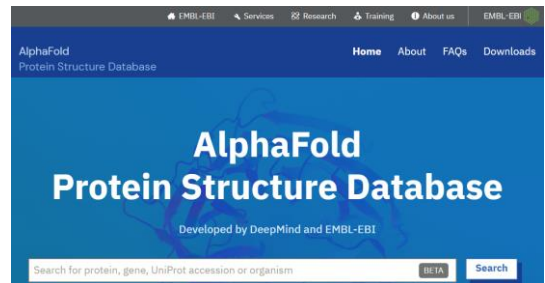 EMBL-EBI Services Research Training About us EMBL-EBI
AlphaFold
Protein Structure Database
Home About FAQs Downloads
AlphaFold
Protein Structure Database
Developed by DeepMind and EMBL-EBI
Search for protein, gene, UniProt accession or organism BETA Search